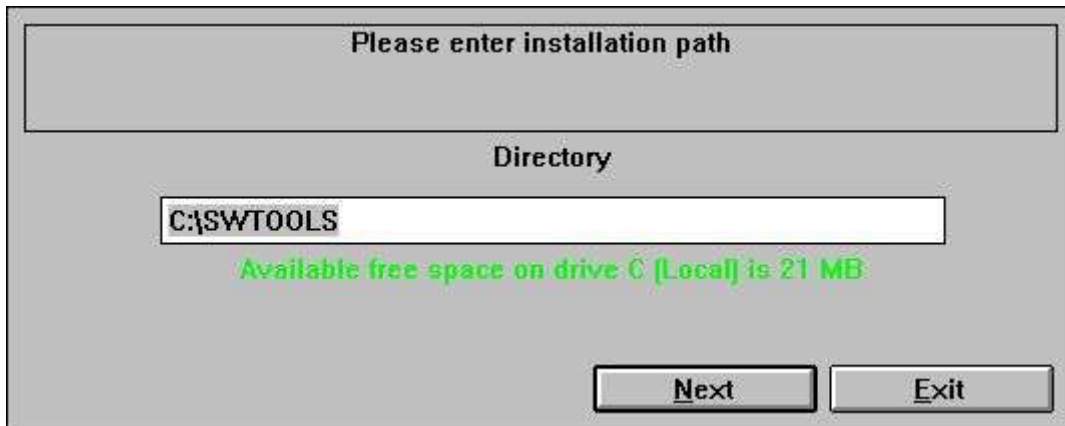 Please enter installation path
Directory
C:\SWTOOLS
Available free space on drive C (Local) is 21 MB
Next Exit